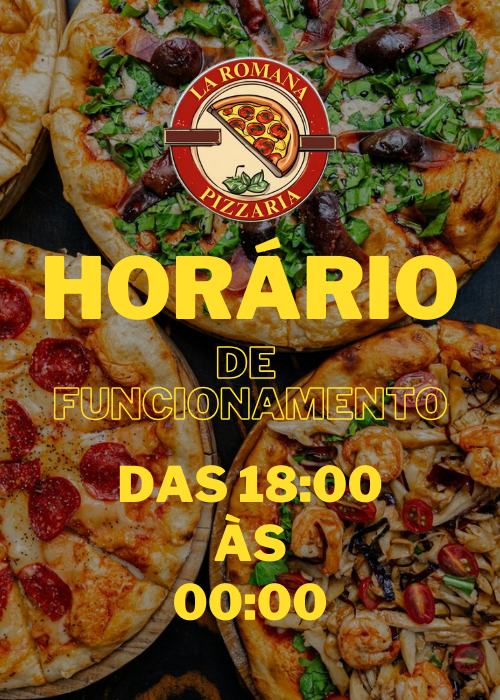 LA ROMANA
PIZZARIA
HORÁRIO
DE
FUNCIONAMENTO
DAS 18:00
ÀS
00:00